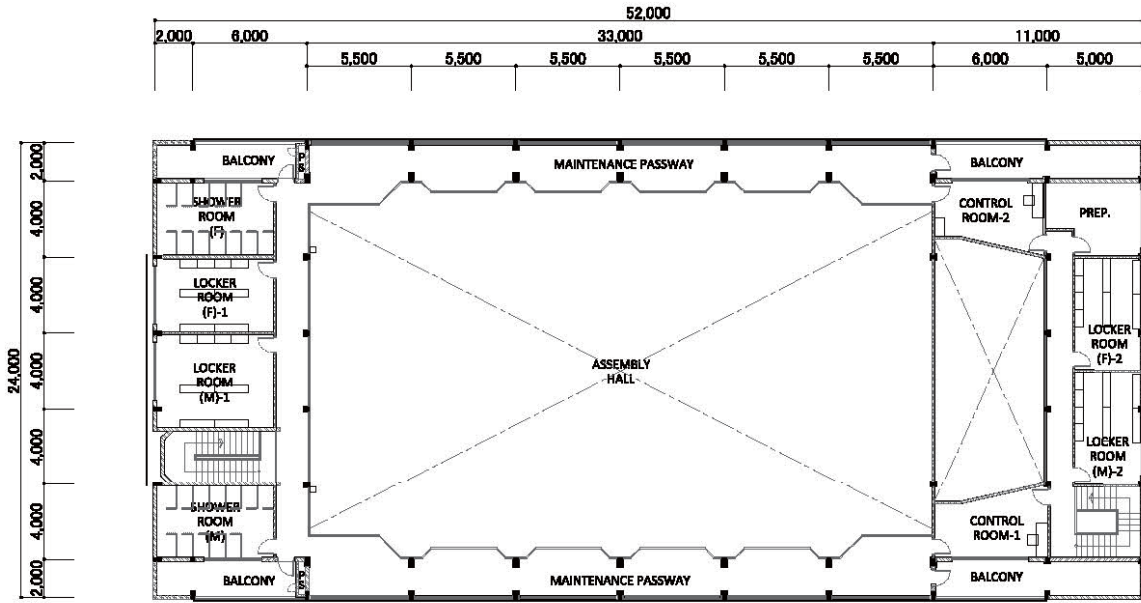 52,000
2,000
6,000
33,000
11,000
5,500
5,500
5,500
5,500
5,500
5,500
6,000
5,000
24,000
2,000
4,000
4,000
4,000
4,000
4,000
2,000
BALCONY
PS
MAINTENANCE PASSWAY
BALCONY
SHOWER
ROOM
(F)
CONTROL
ROOM-2
PREP.
LOCKER
ROOM
(F)-1
LOCKER
ROOM
(F)-2
LOCKER
ROOM
(M)-1
ASSEMBLY
HALL
LOCKER
ROOM
(M)-2
SHOWER
ROOM
(M)
CONTROL
ROOM-1
BALCONY
PS
MAINTENANCE PASSWAY
BALCONY